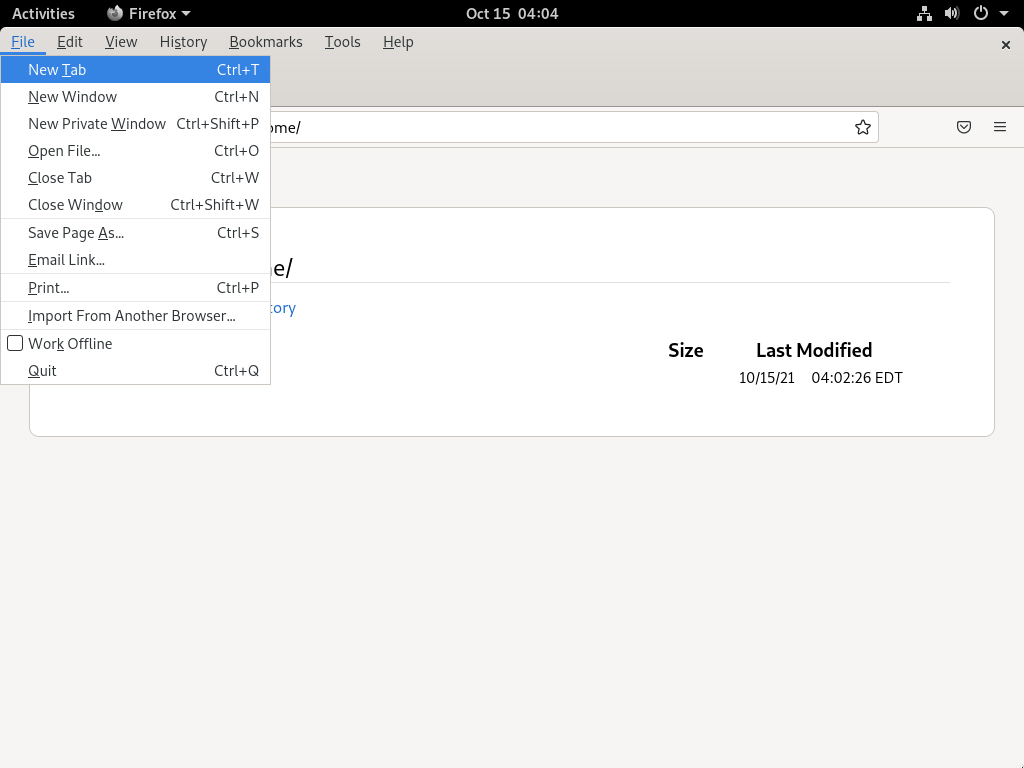 Activities Firefox Oct 15 04:04
File Edit View History Bookmarks Tools Help
New Tab Ctrl+T
New Window Ctrl+N
New Private Window Ctrl+Shift+P
ome/
Open File... Ctrl+O
Close Tab Ctrl+W
Close Window Ctrl+Shift+W
Save Page As... Ctrl+S
Email Link...
e/
Print... Ctrl+P
tory
Import From Another Browser...
Work Offline
Size Last Modified
Quit Ctrl+Q
10/15/21 04:02:26 EDT